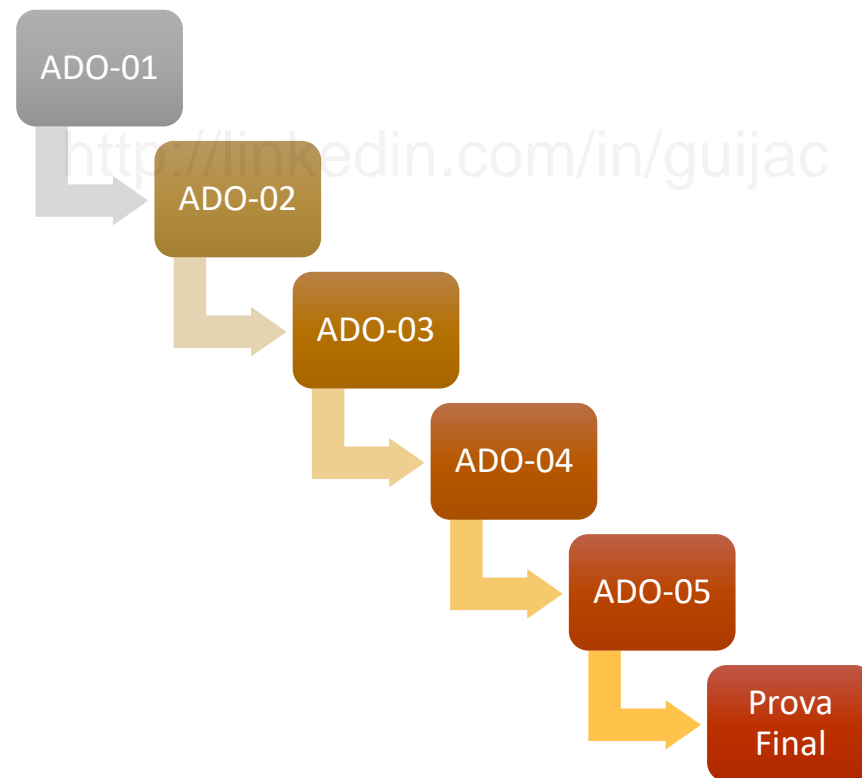 ADO-01
http://linkedin.com/in/guijac
ADO-02
ADO-03
ADO-04
ADO-05
Prova
Final